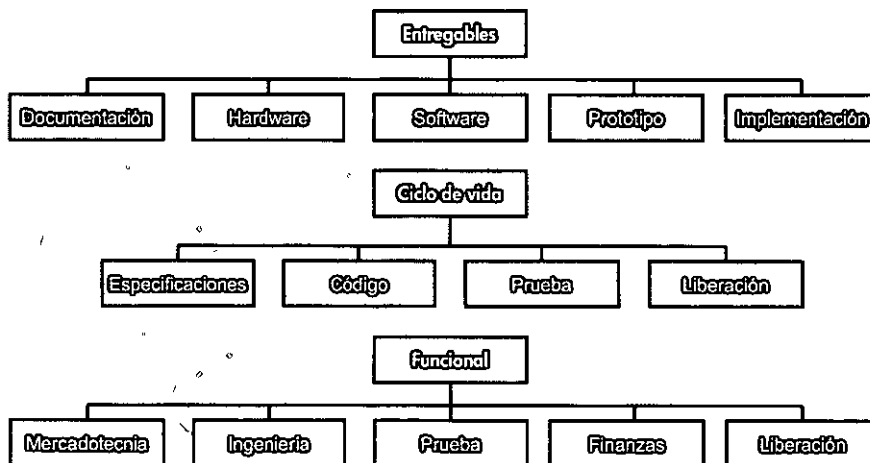 Entregables
Documentación Hardware Software Prototipo Implementación
Ciclo de vida
Especificaciones Código Prueba Liberación
Funcional
Mercadotecnia Ingeniería Prueba Finanzas Liberación